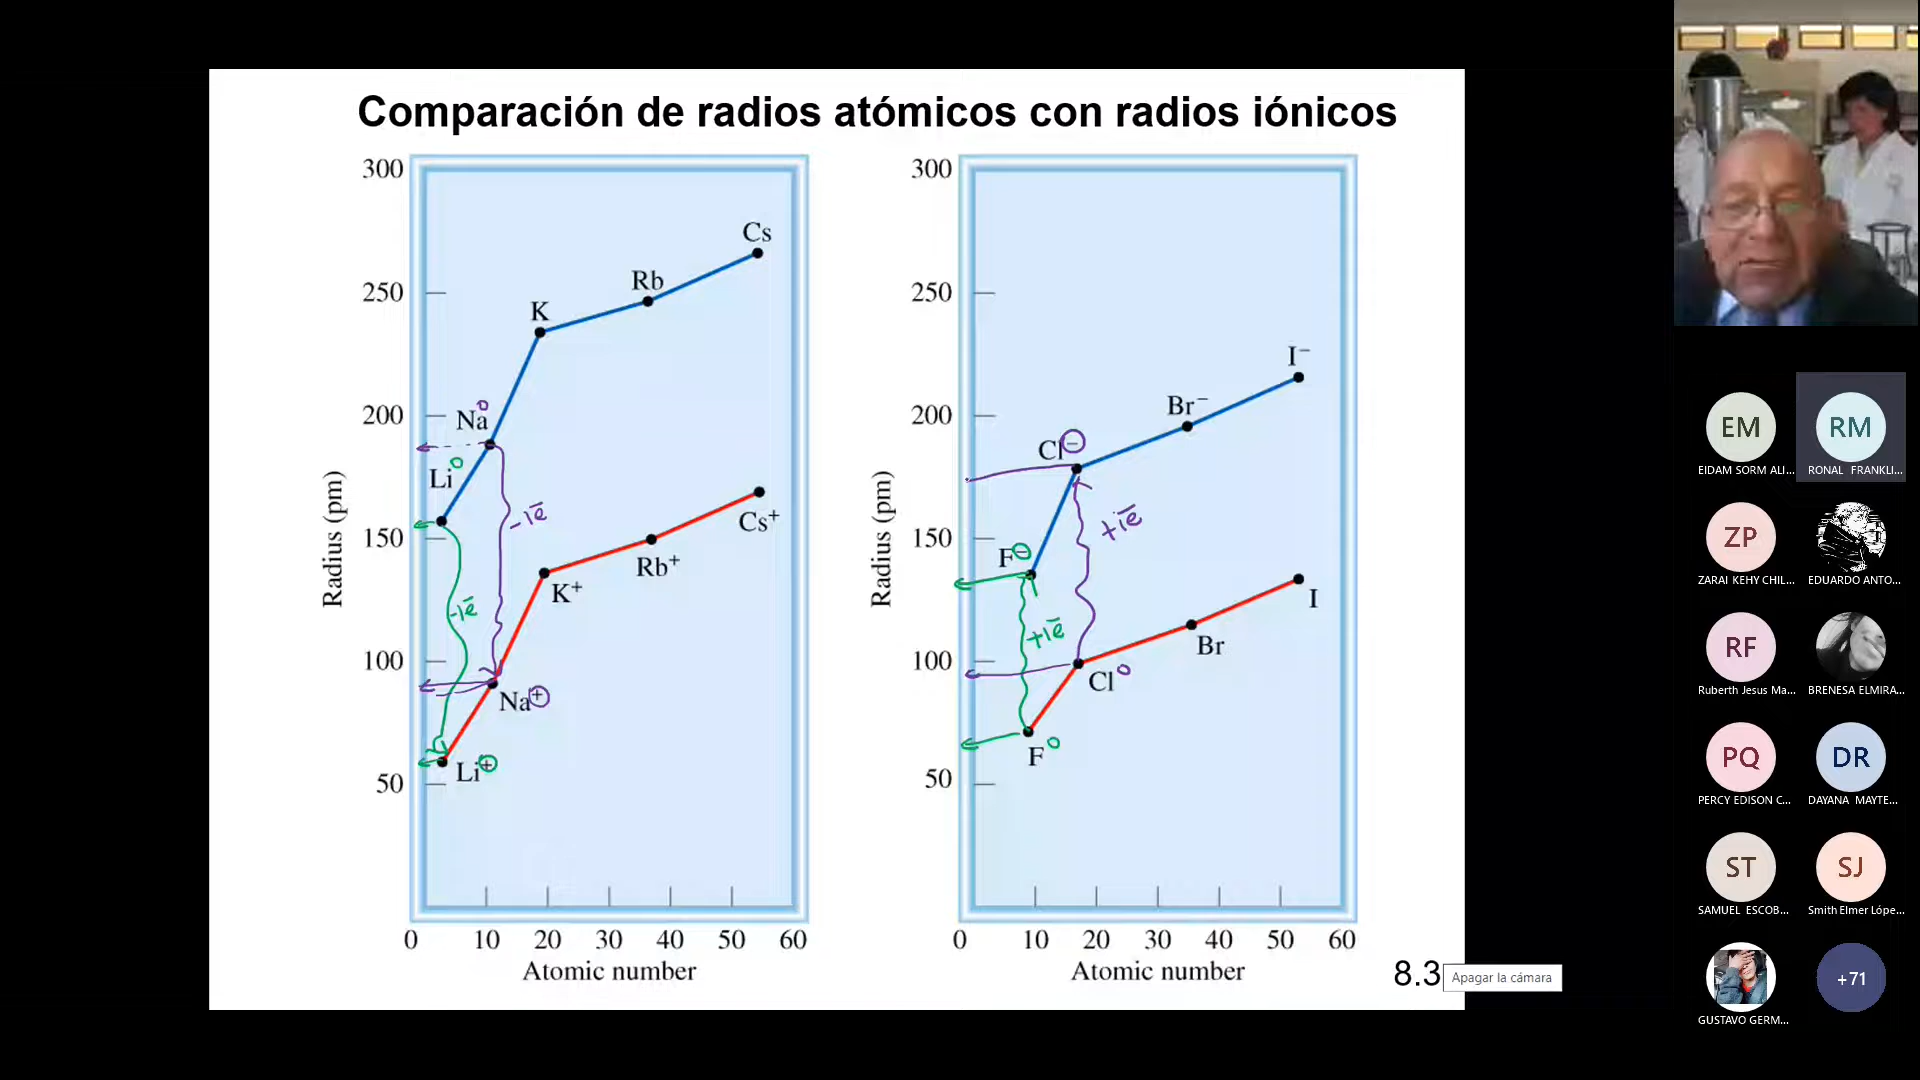 Comparación de radios atómicos con radios iónicos
300
250
200
150
100
50
Radius (pm)
Cs
Rb
K
Na⁰
Li⁰
-1e̅
-1e̅
Cs⁺
Rb⁺
K⁺
Na⁺
Li⁺
0 10 20 30 40 50 60
Atomic number
300
250
200
150
100
50
Radius (pm)
I⁻
Br⁻
Cl⁻
F⁻
+1e̅
+1e̅
I
Br
Cl⁰
F⁰
0 10 20 30 40 50 60
Atomic number
8.3
Apagar la cámara
EM
EIDAM SORM ALI...
RM
RONAL FRANKLI...
ZP
ZARAI KEHY CHIL...
EDUARDO ANTO...
RF
Ruberth Jesus Ma...
BRENESA ELMIRA...
PQ
PERCY EDISON C...
DR
DAYANA MAYTE...
ST
SAMUEL ESCOB...
SJ
Smith Elmer Lópe...
GUSTAVO GERM...
+71